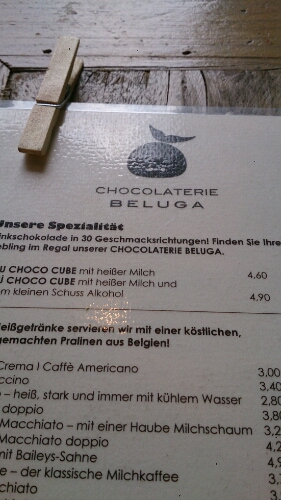 CHOCOLATERIE
BELUGA
Unsere Spezialität
inkschokolade in 30 Geschmacksrichtungen! Finden Sie Ihre
ebling im Regal unserer CHOCOLATERIE BELUGA.
U CHOCO CUBE mit heißer Milch 4,60
U CHOCO CUBE mit heißer Milch und
m kleinen Schuss Alkohol 4,90
eißgetränke servieren wir mit einer köstlichen,
gemachten Pralinen aus Belgien!
Crema | Caffè Americano 3,00
ccino 3,40
e – heiß, stark und immer mit kühlem Wasser 2,80
doppio 3,80
Macchiato – mit einer Haube Milchschaum 3,2
Macchiato doppio 4,2
mit Baileys-Sahne 4,
e – der klassische Milchkaffee 3,
chiato